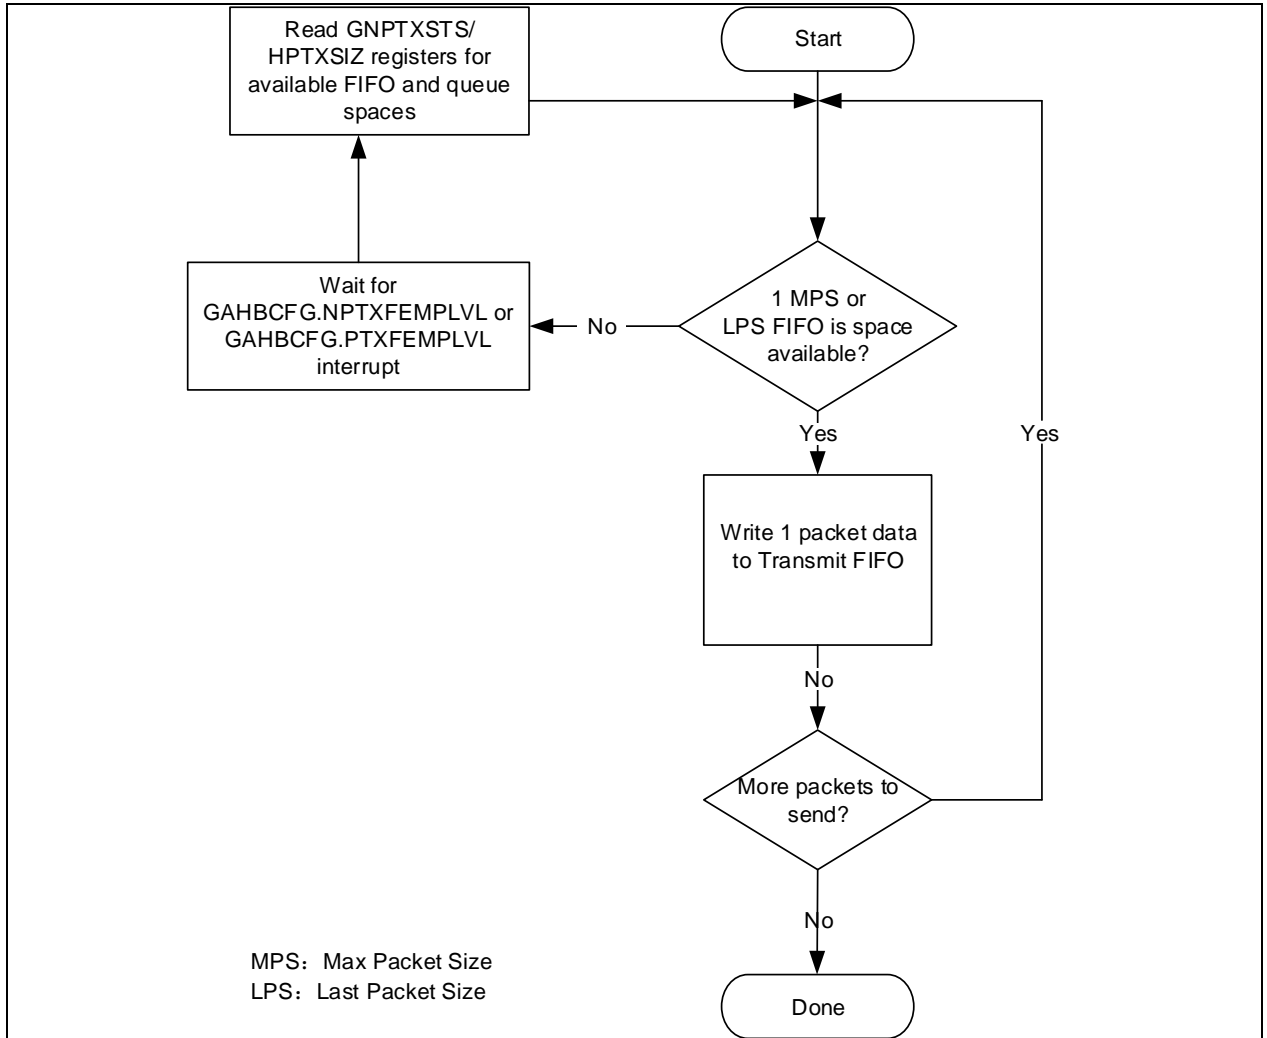 Read GNPTXSTS/
HPTXSIZ registers for
available FIFO and queue
spaces
Start
Wait for
GAHBCFG.NPTXFEMPLVL or
GAHBCFG.PTXFEMPLVL
interrupt
No
1 MPS or
LPS FIFO is space
available?
Yes
Yes
Write 1 packet data
to Transmit FIFO
No
More packets to
send?
No
MPS：Max Packet Size
LPS：Last Packet Size
Done